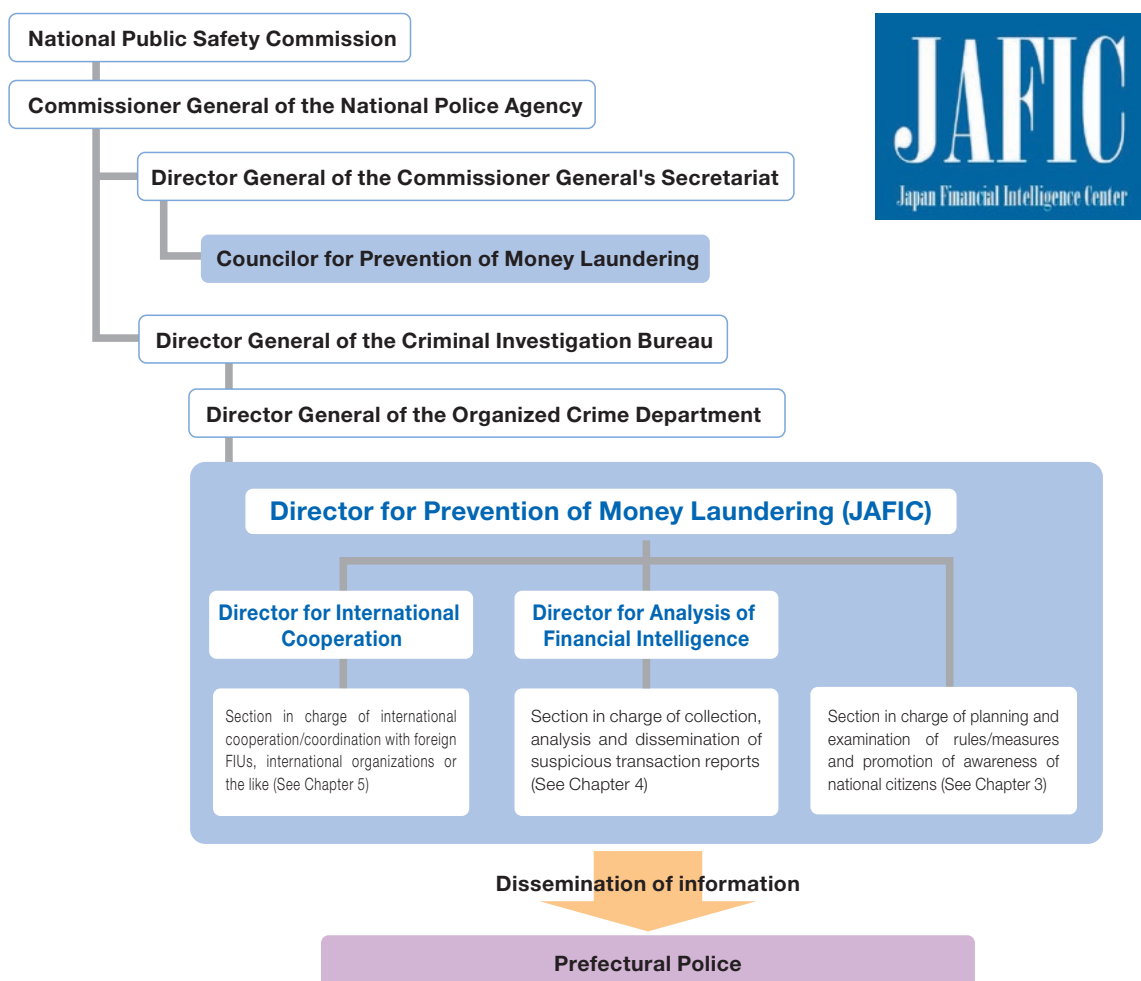 National Public Safety Commission
Commissioner General of the National Police Agency
JAFIC
Japan Financial Intelligence Center
Director General of the Commissioner General's Secretariat
Councilor for Prevention of Money Laundering
Director General of the Criminal Investigation Bureau
Director General of the Organized Crime Department
Director for Prevention of Money Laundering (JAFIC)
Director for International
Cooperation
Director for Analysis of
Financial Intelligence
Section in charge of international
cooperation/coordination with foreign
FIUs, international organizations or
the like (See Chapter 5)
Section in charge of collection,
analysis and dissemination of
suspicious transaction reports
(See Chapter 4)
Section in charge of planning and
examination of rules/measures
and promotion of awareness of
national citizens (See Chapter 3)
Dissemination of information
Prefectural Police